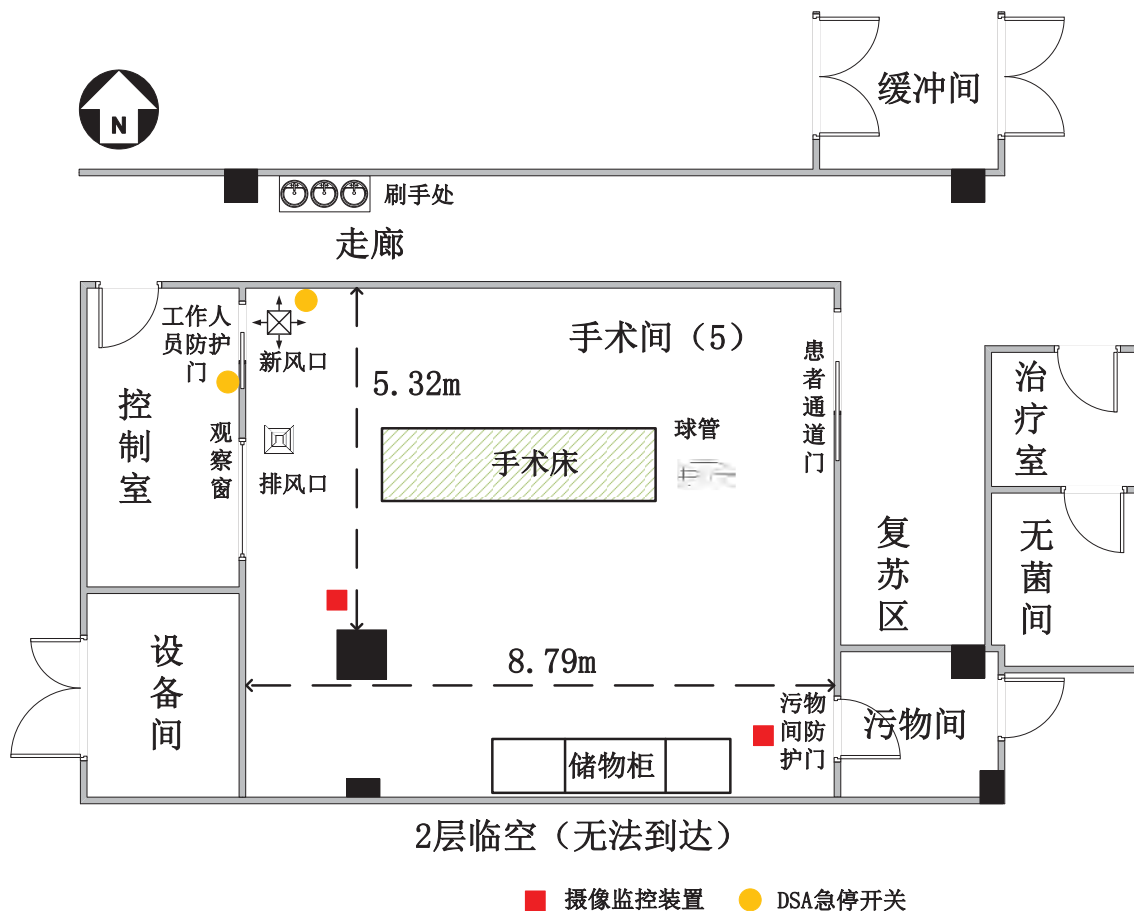 缓冲间
N
刷手处
走廊
工作人
员防护
门
新风口
手术间（5）
患者通道门
5.32m
控制室
观察窗
排风口
手术床
球管
治疗室
复苏区
无菌间
设备间
8.79m
污物
间防
护门
污物间
储物柜
2层临空（无法到达）
摄像监控装置
DSA急停开关